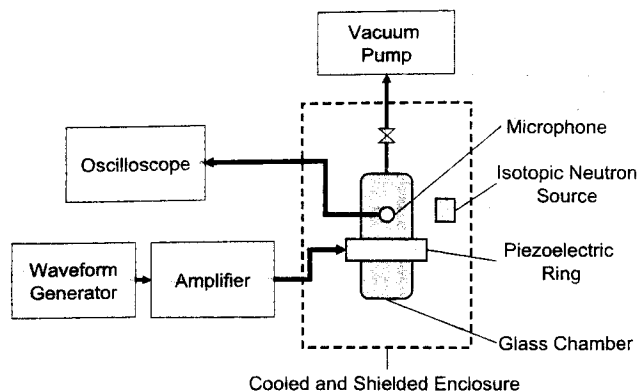 Vacuum
Pump
Microphone
Oscilloscope
Isotopic Neutron
Source
Piezoelectric
Ring
Waveform
Generator
Amplifier
Glass Chamber
Cooled and Shielded Enclosure